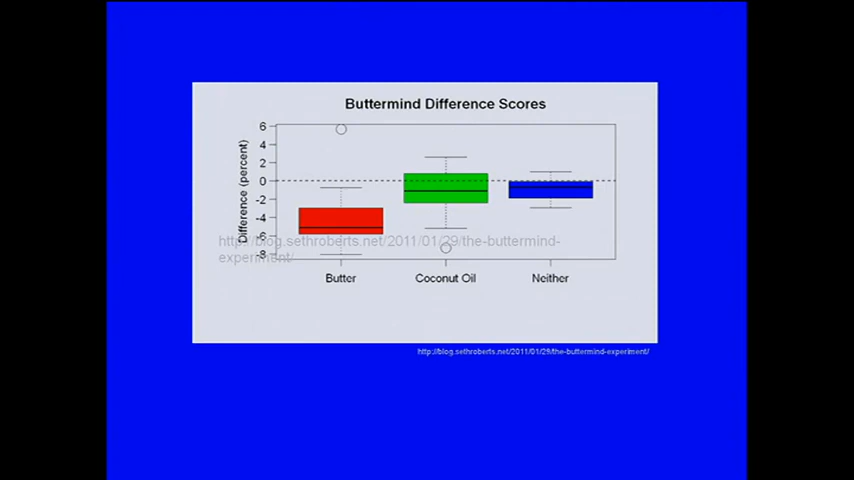 Buttermind Difference Scores
Difference (percent)
6
4
2
0
-2
-4
-6
-8
http://blog.sethroberts.net/2011/01/29/the-buttermind-
experiment/
Butter Coconut Oil Neither
http://blog.sethroberts.net/2011/01/29/the-buttermind-experiment/